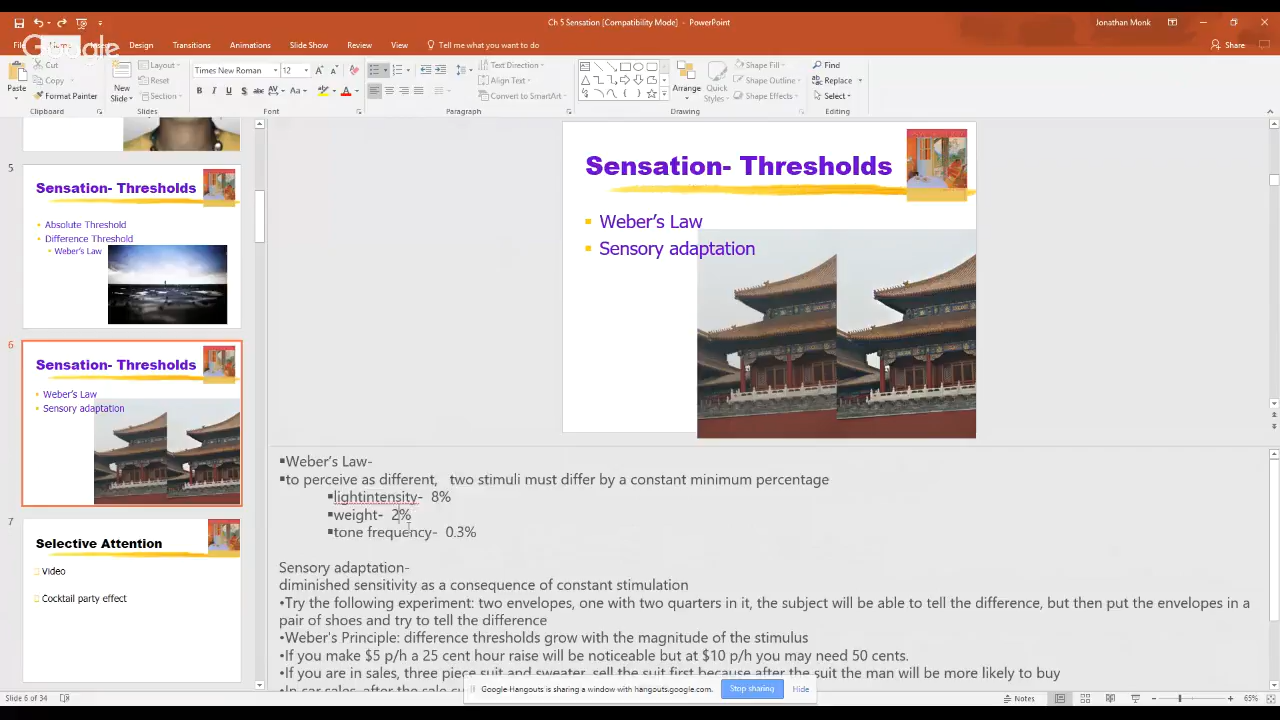 Ch 5 Sensation [Compatibility Mode] - PowerPoint
Jonathan Monk
Google
File Home Insert Design Transitions Animations Slide Show Review View Tell me what you want to do
Share
Paste
Cut
Copy
Format Painter
Clipboard
New Slide
Layout
Reset
Section
Slides
Times New Roman 12
Font
Text Direction
Align Text
Convert to SmartArt
Paragraph
Arrange
Quick Styles
Shape Fill
Shape Outline
Shape Effects
Drawing
Find
Replace
Select
Editing
5
Sensation- Thresholds
Absolute Threshold
Difference Threshold
Weber's Law
6
Sensation- Thresholds
Weber's Law
Sensory adaptation
7
Selective Attention
Video
Cocktail party effect
Sensation- Thresholds
Weber's Law
Sensory adaptation
▪Weber's Law-
▪to perceive as different, two stimuli must differ by a constant minimum percentage
▪lightintensity- 8%
▪weight- 2%
▪tone frequency- 0.3%
Sensory adaptation-
diminished sensitivity as a consequence of constant stimulation
•Try the following experiment: two envelopes, one with two quarters in it, the subject will be able to tell the difference, but then put the envelopes in a
pair of shoes and try to tell the difference
•Weber's Principle: difference thresholds grow with the magnitude of the stimulus
•If you make $5 p/h a 25 cent hour raise will be noticeable but at $10 p/h you may need 50 cents.
•If you are in sales, three piece suit and sweater, sell the suit first because after the suit the man will be more likely to buy
•In car sales, after the sale
Google Hangouts is sharing a window with hangouts.google.com. Stop sharing Hide
Slide 6 of 34
Notes
65%